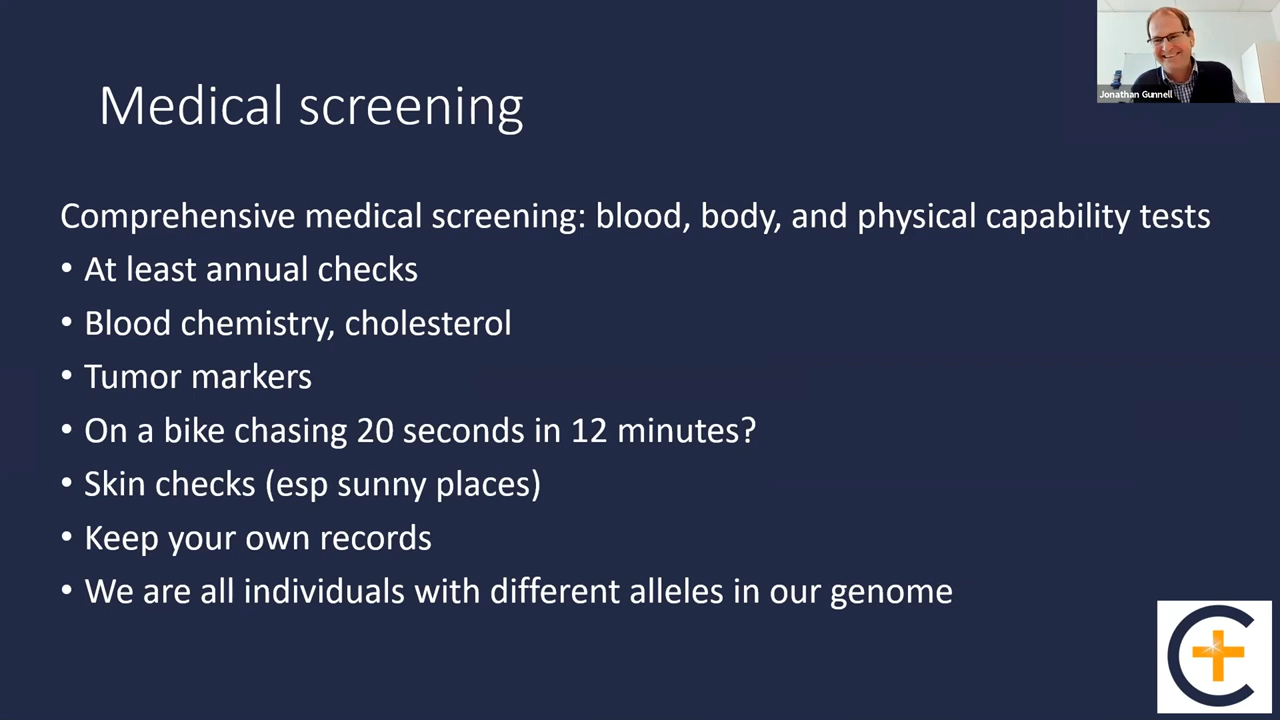 Jonathan Gunnell
Medical screening
Comprehensive medical screening: blood, body, and physical capability tests
• At least annual checks
• Blood chemistry, cholesterol
• Tumor markers
• On a bike chasing 20 seconds in 12 minutes?
• Skin checks (esp sunny places)
• Keep your own records
• We are all individuals with different alleles in our genome